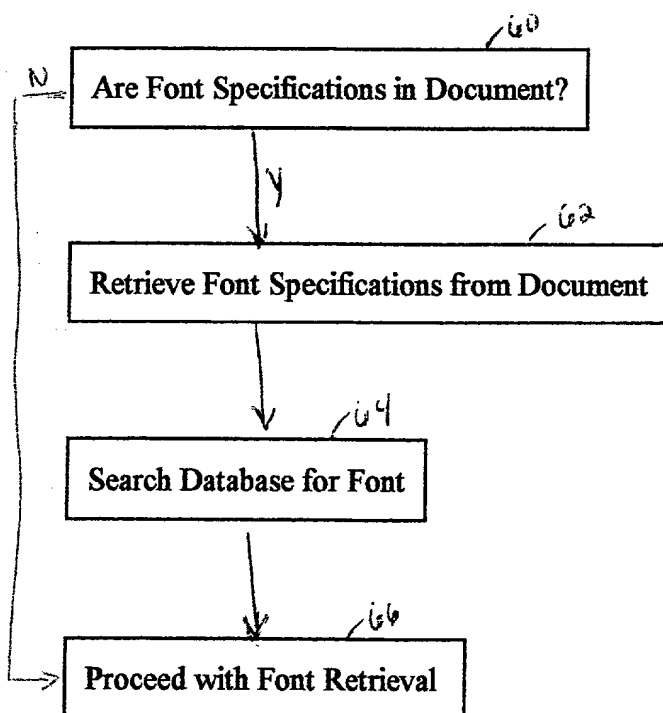 60
N
Are Font Specifications in Document?
Y
62
Retrieve Font Specifications from Document
64
Search Database for Font
66
Proceed with Font Retrieval